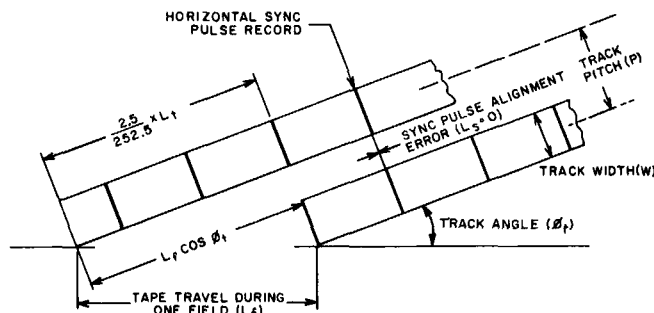 HORIZONTAL SYNC
PULSE RECORD
2.5
252.5 × Lt
SYNC PULSE ALIGNMENT
ERROR (Ls=0)
TRACK
PITCH (P)
TRACK WIDTH (W)
Lf COS Øt
TRACK ANGLE (Øt)
TAPE TRAVEL DURING
ONE FIELD (Lf)